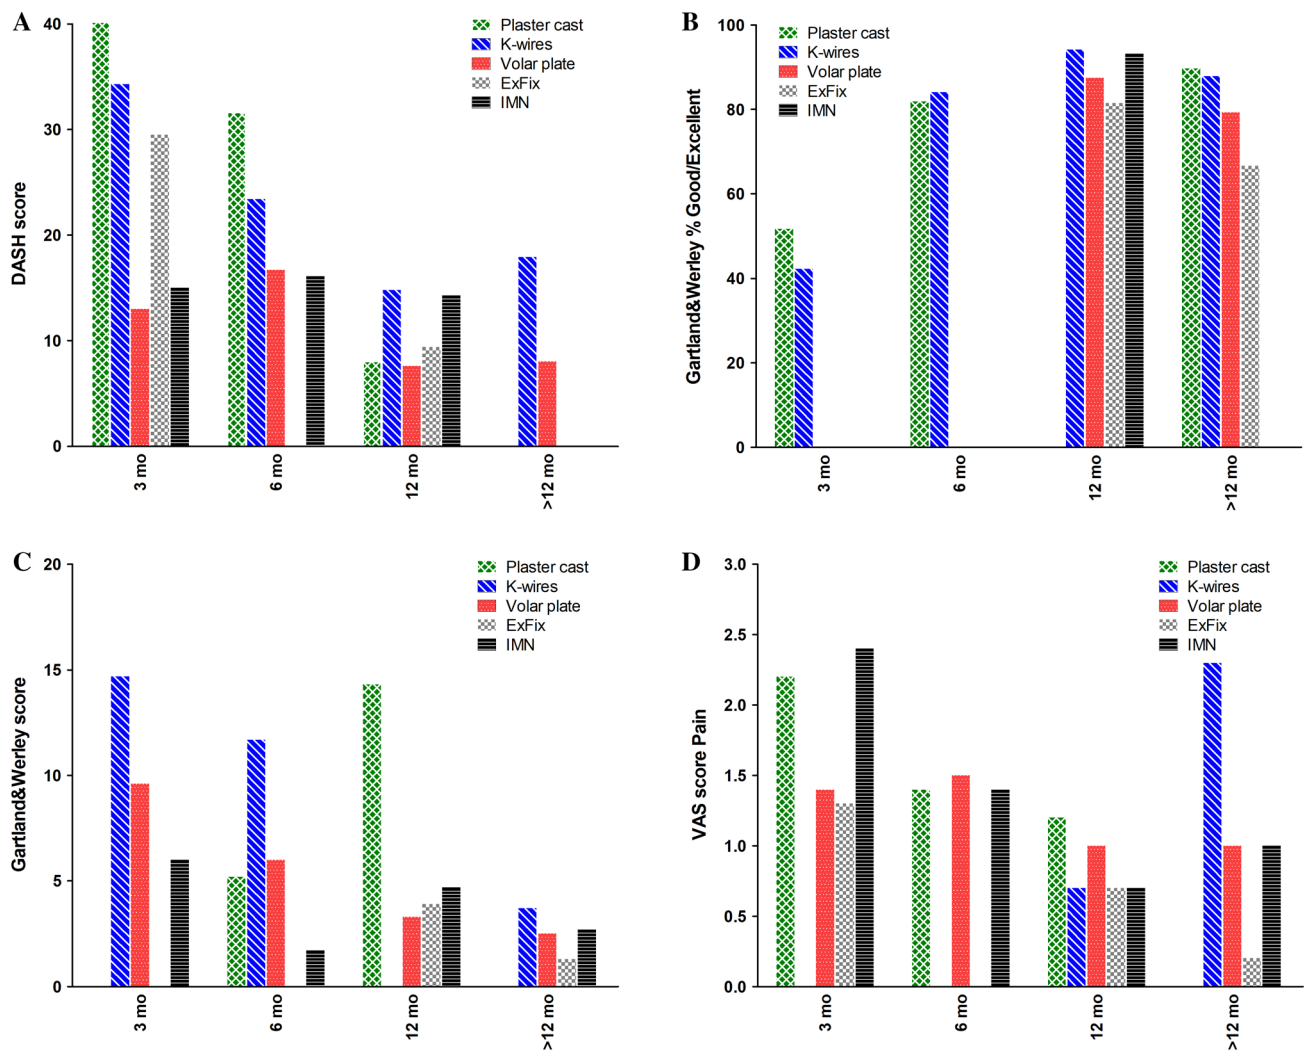 A
DASH score
40
30
20
10
0
3 mo
6 mo
12 mo
>12 mo
Plaster cast
K-wires
Volar plate
ExFix
IMN
B
Gartland&Werley % Good/Excellent
100
80
60
40
20
0
3 mo
6 mo
12 mo
>12 mo
Plaster cast
K-wires
Volar plate
ExFix
IMN
C
Gartland&Werley score
20
15
10
5
0
3 mo
6 mo
12 mo
>12 mo
Plaster cast
K-wires
Volar plate
ExFix
IMN
D
VAS score Pain
3.0
2.5
2.0
1.5
1.0
0.5
0.0
3 mo
6 mo
12 mo
>12 mo
Plaster cast
K-wires
Volar plate
ExFix
IMN